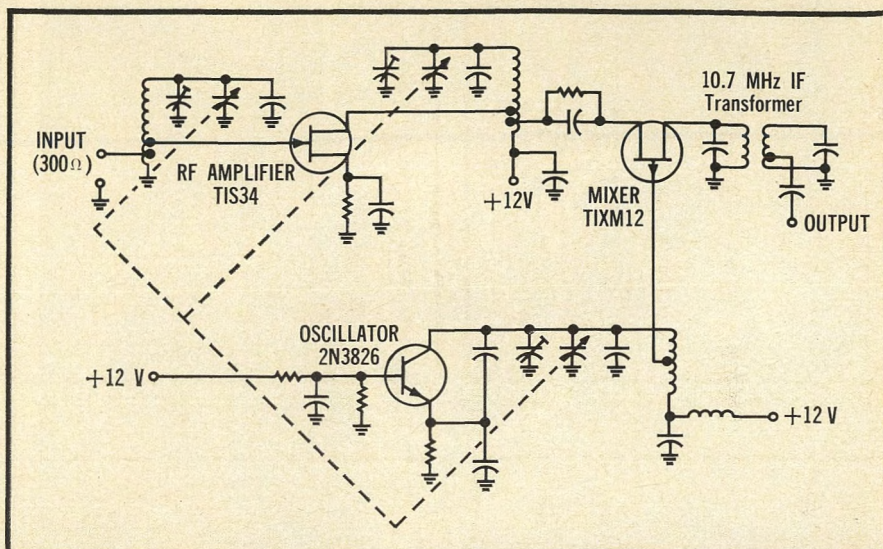 INPUT
(300Ω)
RF AMPLIFIER
TIS34
+12V
10.7 MHz IF
Transformer
MIXER
TIXM12
OUTPUT
OSCILLATOR
2N3826
+12 V
+12 V